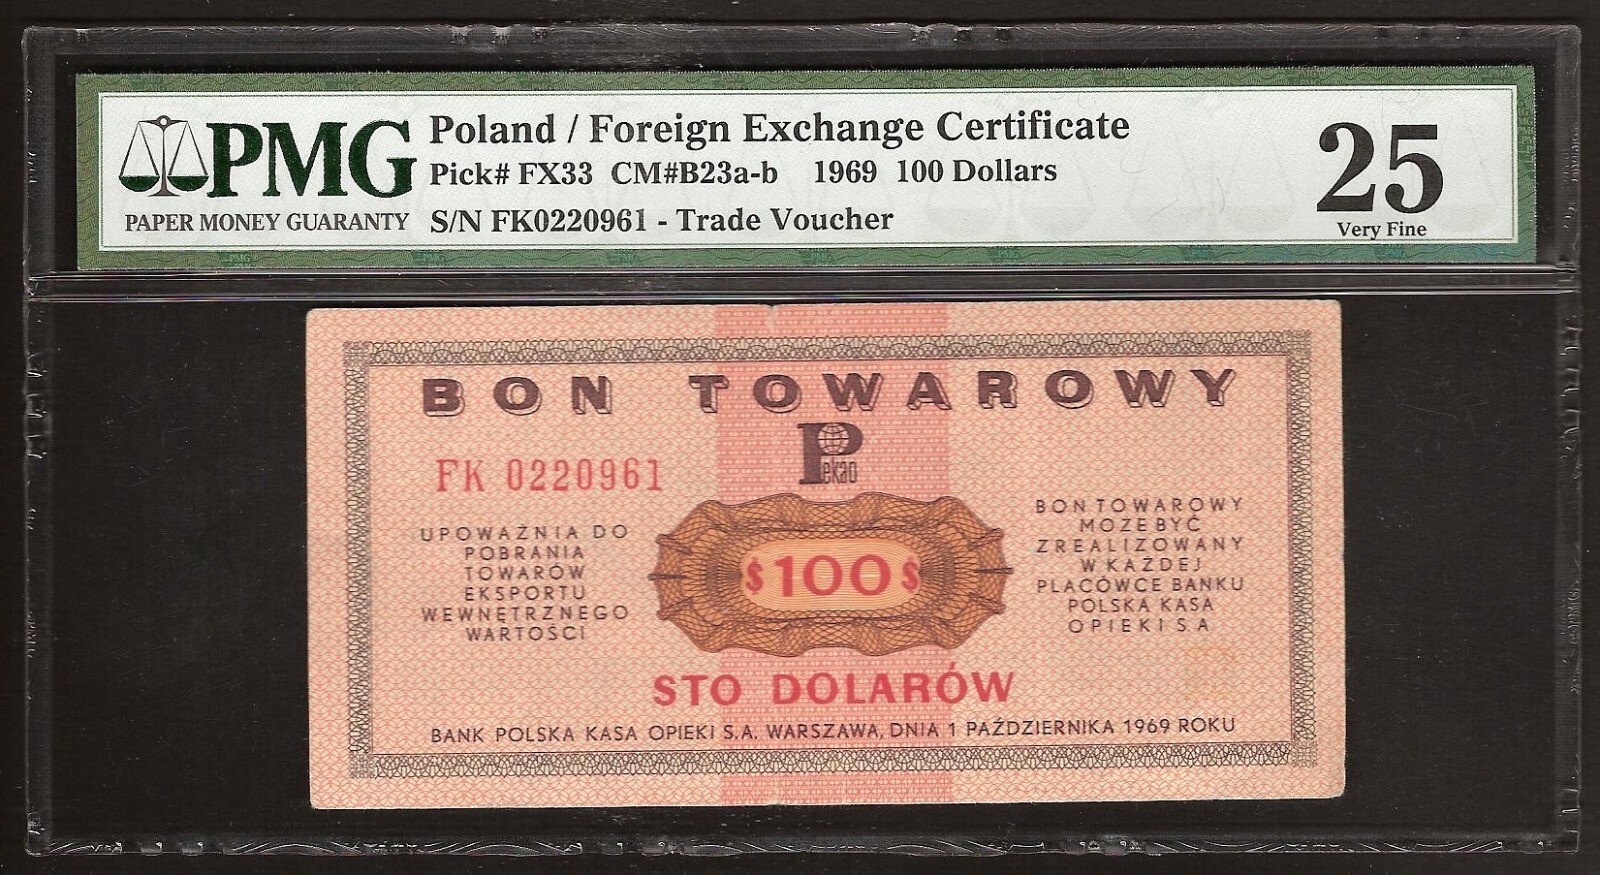 PMG
PAPER MONEY GUARANTY
Poland / Foreign Exchange Certificate
Pick# FX33 CM#B23a-b 1969 100 Dollars
S/N FK0220961 - Trade Voucher
25
Very Fine
BON TOWAROWY
Pekao
FK 0220961
UPOWAŻNIA DO
POBRANIA
TOWARÓW
EKSPORTU
WEWNĘTRZNEGO
WARTOŚCI
$100$
BON TOWAROWY
MOŻE BYĆ
ZREALIZOWANY
W KAŻDEJ
PLACÓWCE BANKU
POLSKA KASA
OPIEKI S.A
STO DOLARÓW
BANK POLSKA KASA OPIEKI S.A. WARSZAWA, DNIA 1 PAŹDZIERNIKA 1969 ROKU